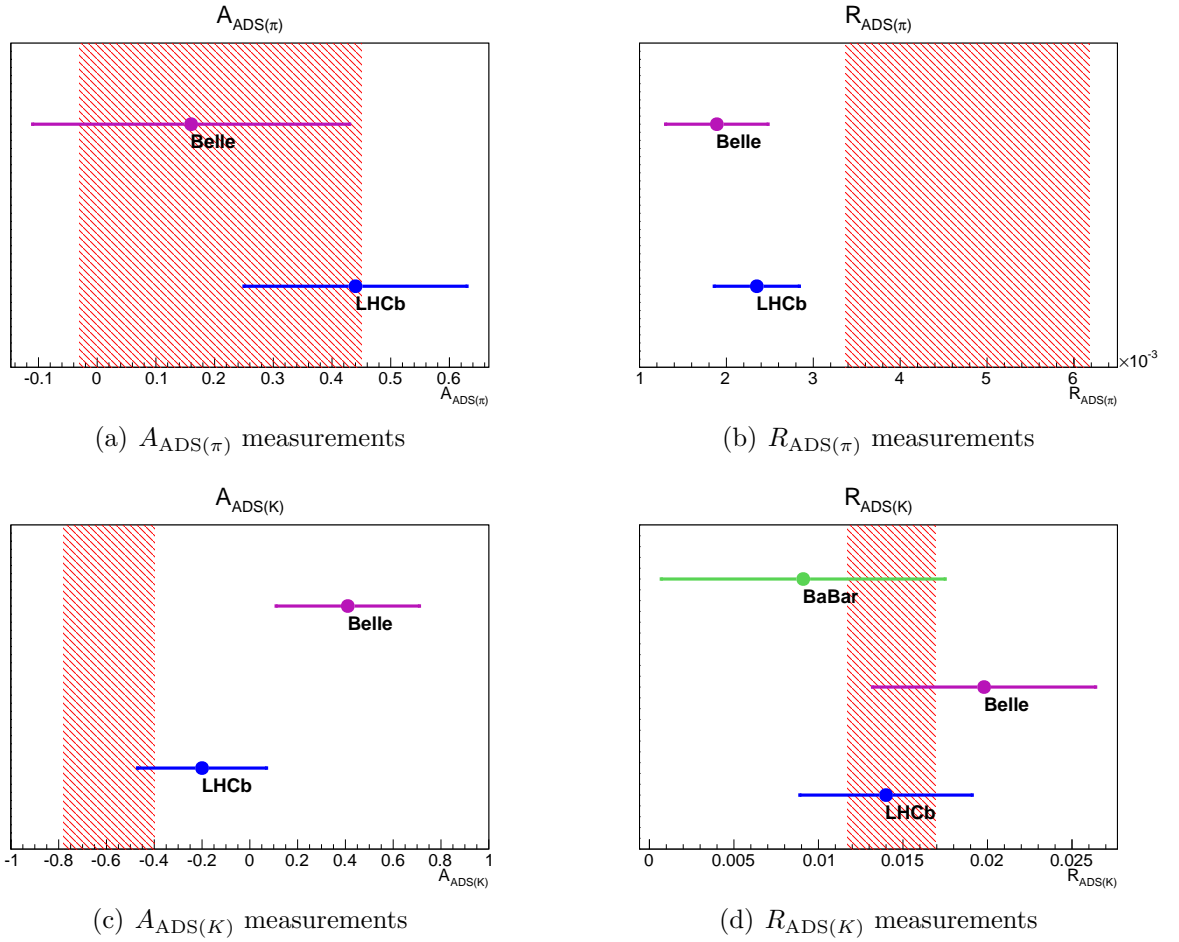 A_ADS(π)
Belle
LHCb
-0.1 0 0.1 0.2 0.3 0.4 0.5 0.6
A_ADS(π)
(a) A_ADS(π) measurements
R_ADS(π)
Belle
LHCb
×10^-3
1 2 3 4 5 6
R_ADS(π)
(b) R_ADS(π) measurements
A_ADS(K)
Belle
LHCb
-1 -0.8 -0.6 -0.4 -0.2 0 0.2 0.4 0.6 0.8 1
A_ADS(K)
(c) A_ADS(K) measurements
R_ADS(K)
BaBar
Belle
LHCb
0 0.005 0.01 0.015 0.02 0.025
R_ADS(K)
(d) R_ADS(K) measurements